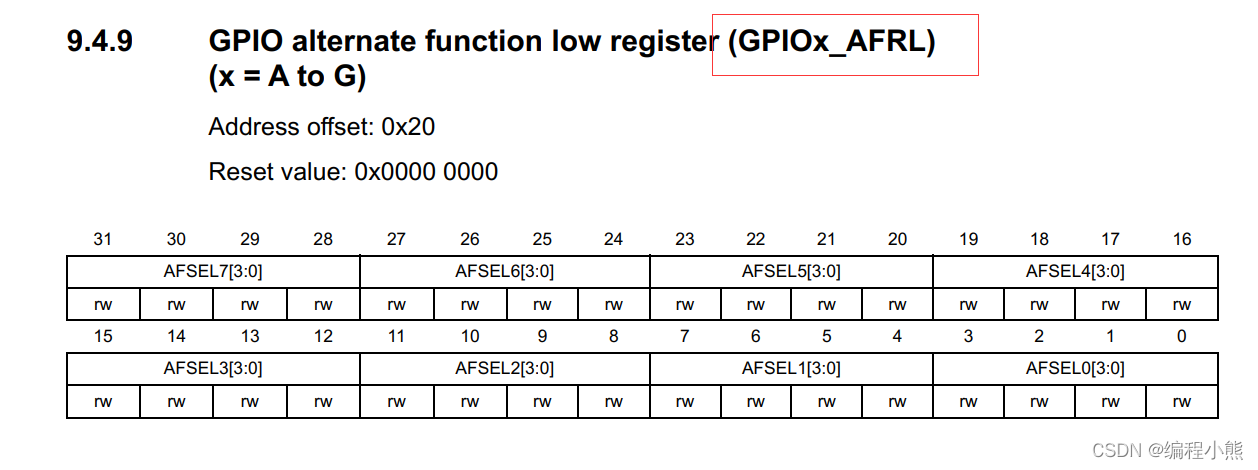 9.4.9 GPIO alternate function low register (GPIOx_AFRL)
(x = A to G)
Address offset: 0x20
Reset value: 0x0000 0000
31 30 29 28 27 26 25 24 23 22 21 20 19 18 17 16
AFSEL7[3:0] AFSEL6[3:0] AFSEL5[3:0] AFSEL4[3:0]
rw rw rw rw rw rw rw rw rw rw rw rw rw rw rw rw
15 14 13 12 11 10 9 8 7 6 5 4 3 2 1 0
AFSEL3[3:0] AFSEL2[3:0] AFSEL1[3:0] AFSEL0[3:0]
rw rw rw rw rw rw rw rw rw rw rw rw rw rw rw rw
CSDN @编程小熊